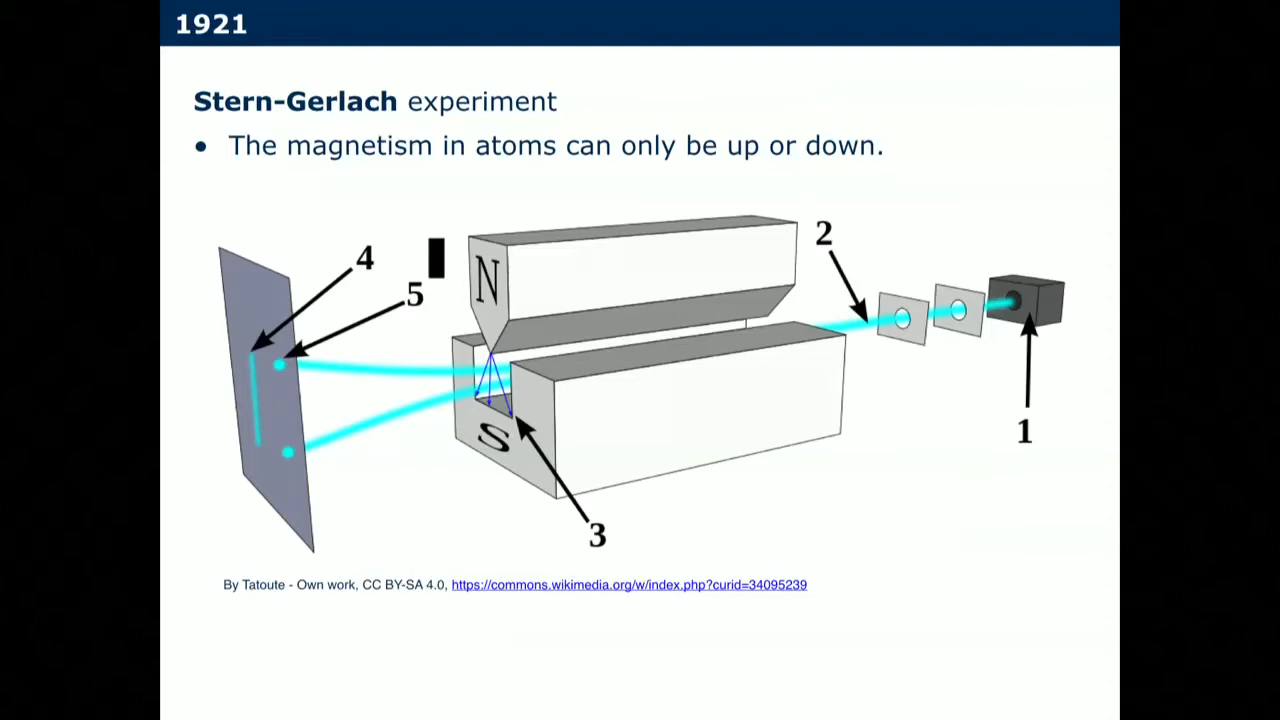 1921
Stern-Gerlach experiment
• The magnetism in atoms can only be up or down.
2
4
N
5
1
S
3
By Tatoute - Own work, CC BY-SA 4.0, https://commons.wikimedia.org/w/index.php?curid=34095239